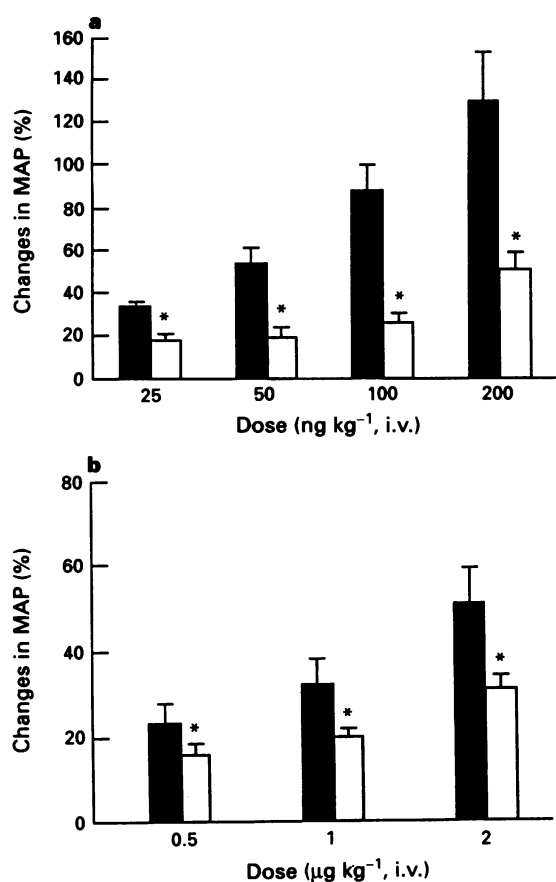 a
160
140
120
100
80
60
40
20
0
Changes in MAP (%)
* * * *
25 50 100 200
Dose (ng kg⁻¹, i.v.)
b
80
60
40
20
0
Changes in MAP (%)
* * *
0.5 1 2
Dose (µg kg⁻¹, i.v.)